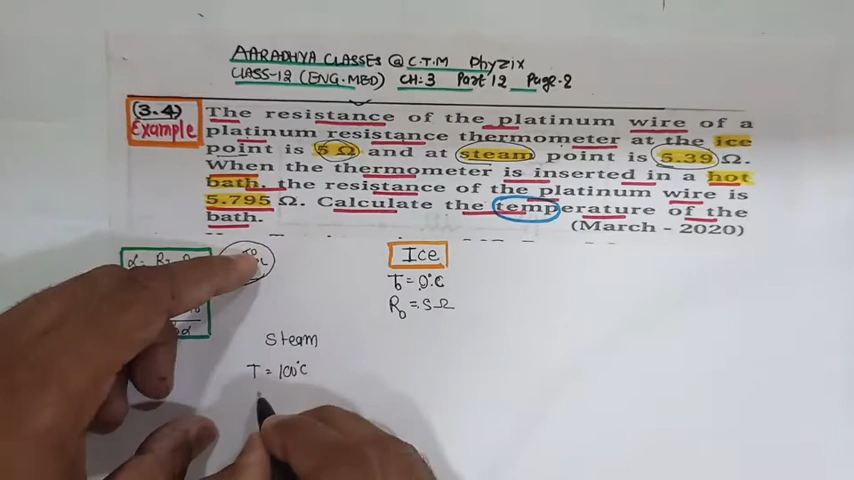 AARADHYA CLASSES @ C.T.M Phyzix
CLASS-12 (ENG.MED) CH:3 Part 12 Page-2
(3.4)
Example
The resistance of the platinum wire of a
platinum resistance thermometer at the ice
point is 5 Ω and at steam point is 5.39 Ω.
When the thermometer is inserted in a hot
bath, the resistance of the platinum wire is
5.795 Ω. Calculate the temperature of the
bath.
(March - 2020)
Ice
T₀ = 0°C
R₀ = 5Ω
Steam
T = 100°C